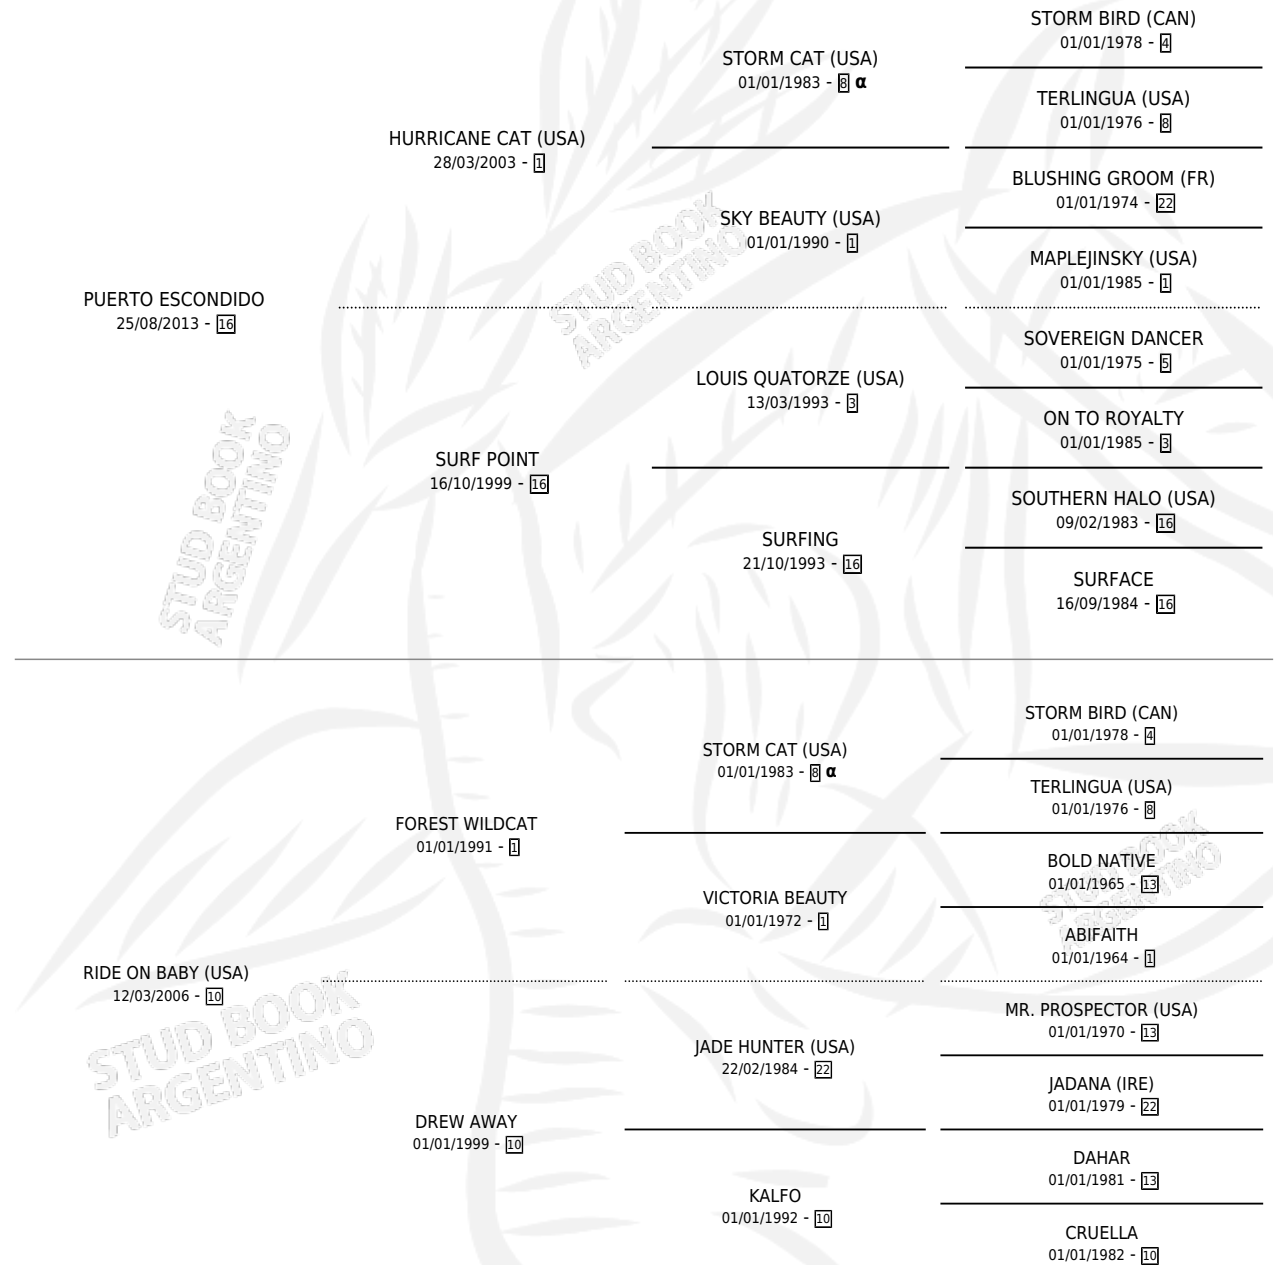 STORM BIRD (CAN)
01/01/1978 - 4
STORM CAT (USA)
01/01/1983 - 8 α
TERLINGUA (USA)
01/01/1976 - 8
HURRICANE CAT (USA)
28/03/2003 - 1
BLUSHING GROOM (FR)
01/01/1974 - 22
SKY BEAUTY (USA)
01/01/1990 - 1
MAPLEJINSKY (USA)
01/01/1985 - 1
PUERTO ESCONDIDO
25/08/2013 - 16
SOVEREIGN DANCER
01/01/1975 - 5
LOUIS QUATORZE (USA)
13/03/1993 - 3
ON TO ROYALTY
01/01/1985 - 3
SURF POINT
16/10/1999 - 16
SOUTHERN HALO (USA)
09/02/1983 - 16
SURFING
21/10/1993 - 16
SURFACE
16/09/1984 - 16
STUD BOOK
ARGENTINO
STUD BOOK
ARGENTINO
STORM BIRD (CAN)
01/01/1978 - 4
STORM CAT (USA)
01/01/1983 - 8 α
TERLINGUA (USA)
01/01/1976 - 8
FOREST WILDCAT
01/01/1991 - 1
BOLD NATIVE
01/01/1965 - 13
VICTORIA BEAUTY
01/01/1972 - 1
ABIFAITH
01/01/1964 - 1
RIDE ON BABY (USA)
12/03/2006 - 10
MR. PROSPECTOR (USA)
01/01/1970 - 13
JADE HUNTER (USA)
22/02/1984 - 22
JADANA (IRE)
01/01/1979 - 22
DREW AWAY
01/01/1999 - 10
DAHAR
01/01/1981 - 13
KALFO
01/01/1992 - 10
CRUELLA
01/01/1982 - 10
STUD BOOK
ARGENTINO
STUD BOOK
ARGENTINO